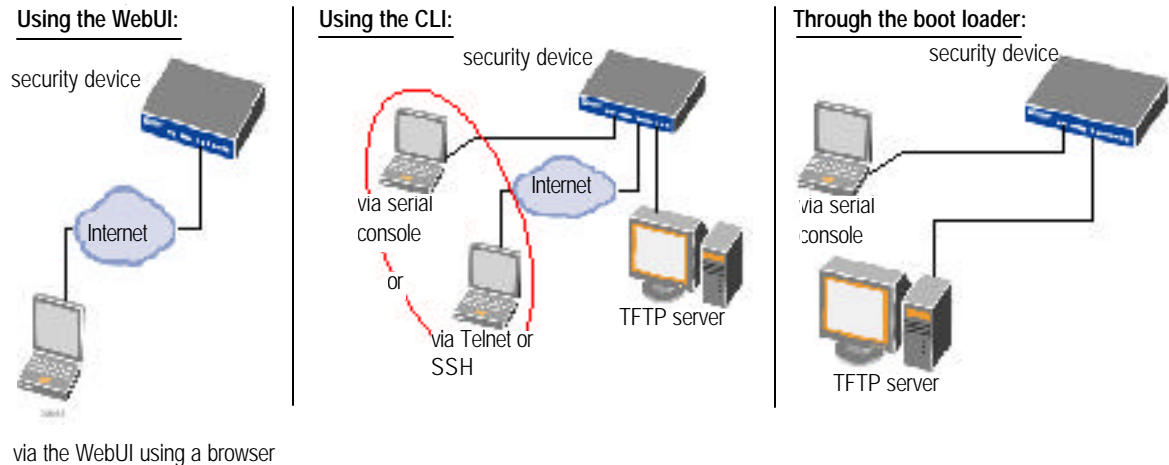 Using the WebUI:
security device
Internet
via the WebUI using a browser
Using the CLI:
security device
via serial
console
or
Internet
via Telnet or
SSH
TFTP server
Through the boot loader:
security device
via serial
console
TFTP server